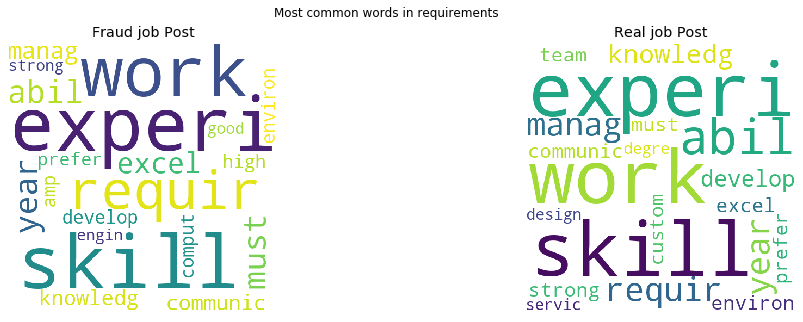 Most common words in requirements
Fraud job Post
manag
strong
work
abil
environ
experi
good
prefer
excel
high
year
amp
requir
develop
engin
comput
must
skill
knowledg
communic
Real job Post
team
knowledg
experi
manag
must
abil
communic
degre
work
develop
excel
design
custom
prefer
year
skill
strong
requir
servic
environ